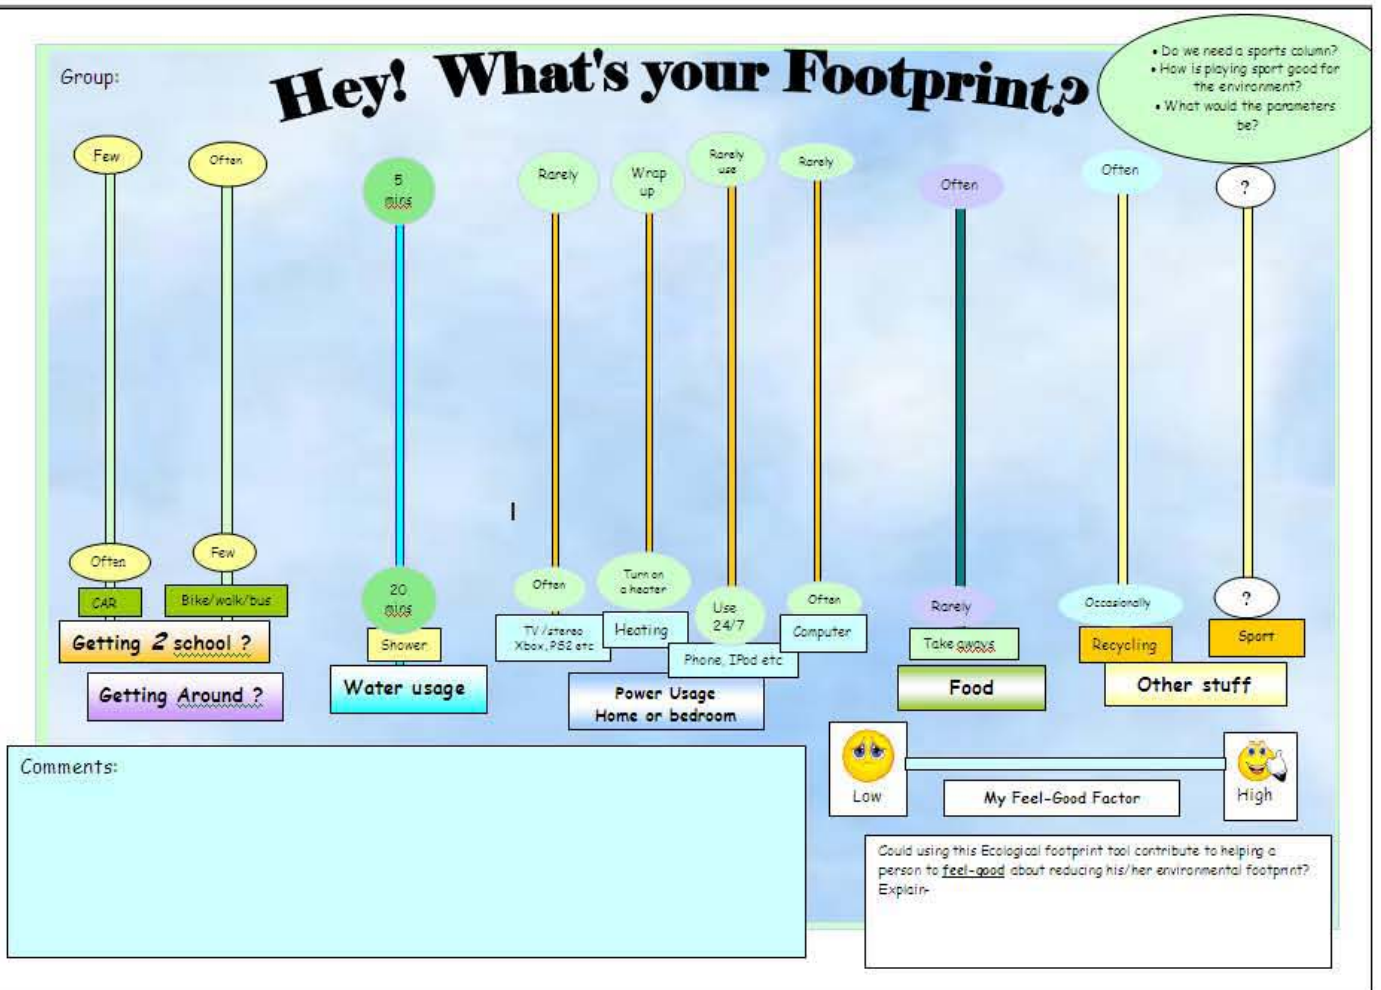 Group:
Hey! What's your Footprint?
• Do we need a sports column?
• How is playing sport good for
the environment?
• What would the parameters
be?
Few
Often
5
mins
Rarely
Wrap
up
Rarely
use
Rarely
Often
Often
?
Often
Few
20
mins
Often
Turn on
a heater
Use
24/7
Often
Rarely
Occasionally
?
CAR
Bike/walk/bus
Shower
TV /stereo
Xbox, PS2 etc
Heating
Phone, IPod etc
Computer
Take aways
Recycling
Sport
Getting 2 school ?
Getting Around ?
Water usage
Power Usage
Home or bedroom
Food
Other stuff
Comments:
Low
My Feel-Good Factor
High
Could using this Ecological footprint tool contribute to helping a
person to feel-good about reducing his/her environmental footprint?
Explain-